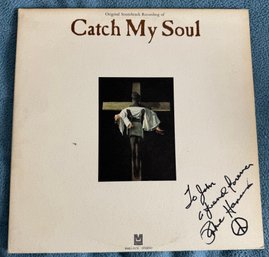 Original Soundtrack Recording of
Catch My Soul
To John
a friend forever